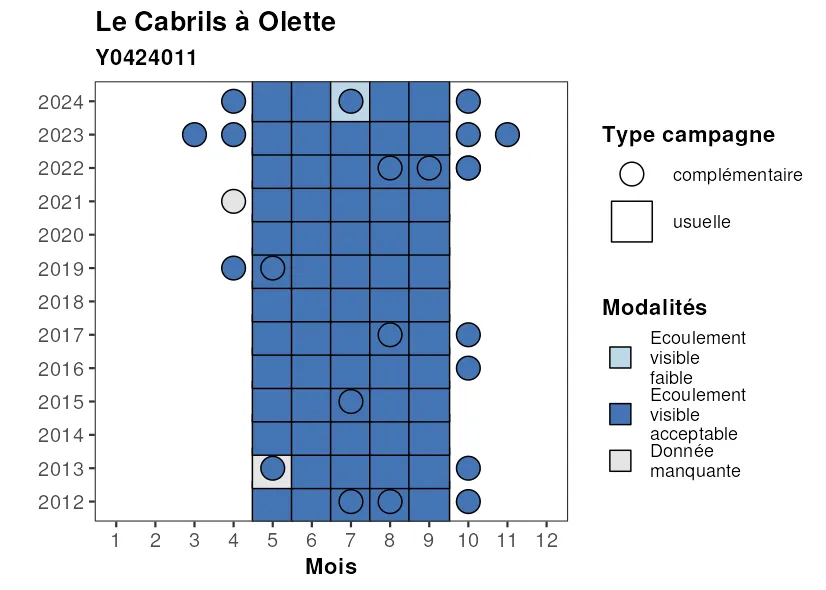 Le Cabrils à Olette
Y0424011
2024
2023
2022
2021
2020
2019
2018
2017
2016
2015
2014
2013
2012
1 2 3 4 5 6 7 8 9 10 11 12
Mois
Type campagne
complémentaire
usuelle
Modalités
Ecoulement
visible
faible
Ecoulement
visible
acceptable
Donnée
manquante